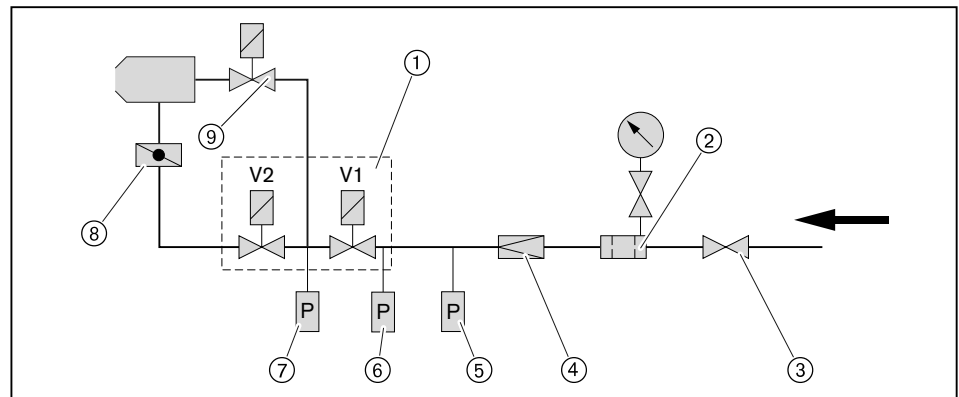 ①
②
⑨
V2 V1
⑧
P P P
⑦ ⑥ ⑤ ④ ③